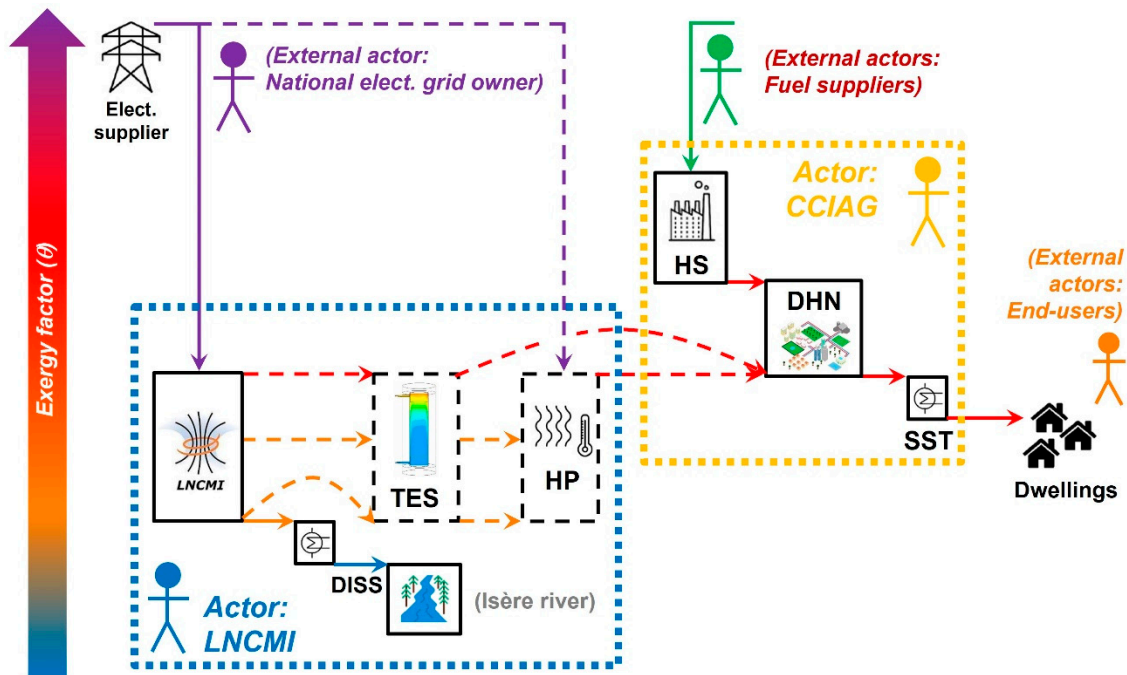 Exergy factor (θ)
Elect.
supplier
(External actor:
National elect. grid owner)
(External actors:
Fuel suppliers)
Actor:
CCIAG
HS
DHN
SST
(External
actors:
End-users)
Dwellings
LNCMI
TES
HP
DISS
(Isère river)
Actor:
LNCMI